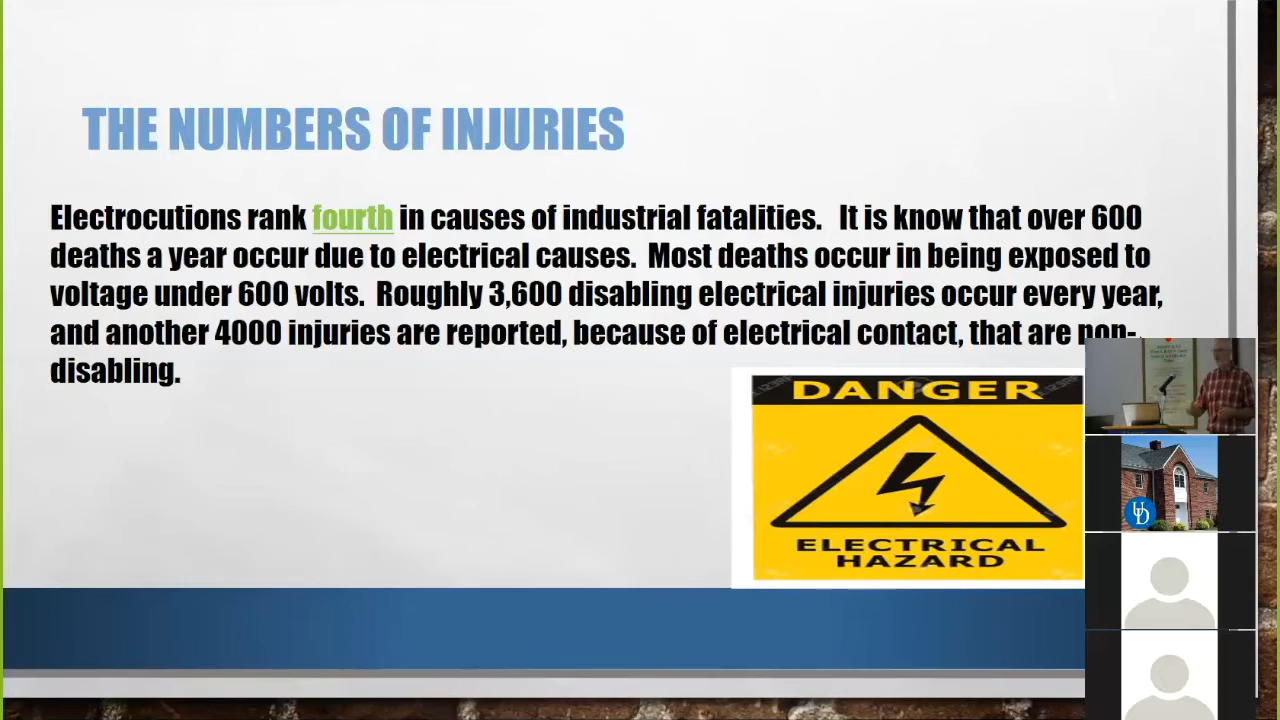 THE NUMBERS OF INJURIES
Electrocutions rank fourth in causes of industrial fatalities. It is know that over 600
deaths a year occur due to electrical causes. Most deaths occur in being exposed to
voltage under 600 volts. Roughly 3,600 disabling electrical injuries occur every year,
and another 4000 injuries are reported, because of electrical contact, that are non-
disabling.
DANGER
ELECTRICAL
HAZARD
UD